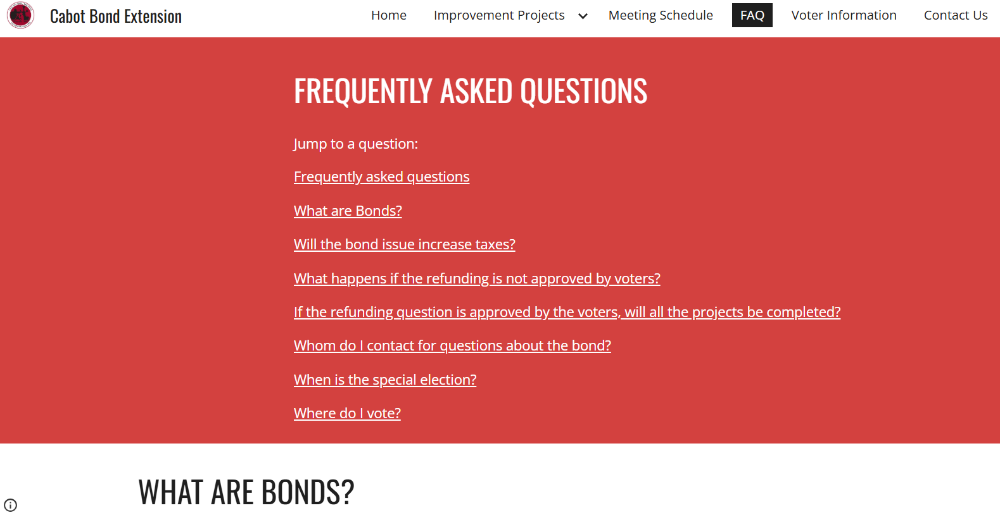 Cabot Bond Extension
Home
Improvement Projects
Meeting Schedule
FAQ
Voter Information
Contact Us
FREQUENTLY ASKED QUESTIONS
Jump to a question:
Frequently asked questions
What are Bonds?
Will the bond issue increase taxes?
What happens if the refunding is not approved by voters?
If the refunding question is approved by the voters, will all the projects be completed?
Whom do I contact for questions about the bond?
When is the special election?
Where do I vote?
WHAT ARE BONDS?